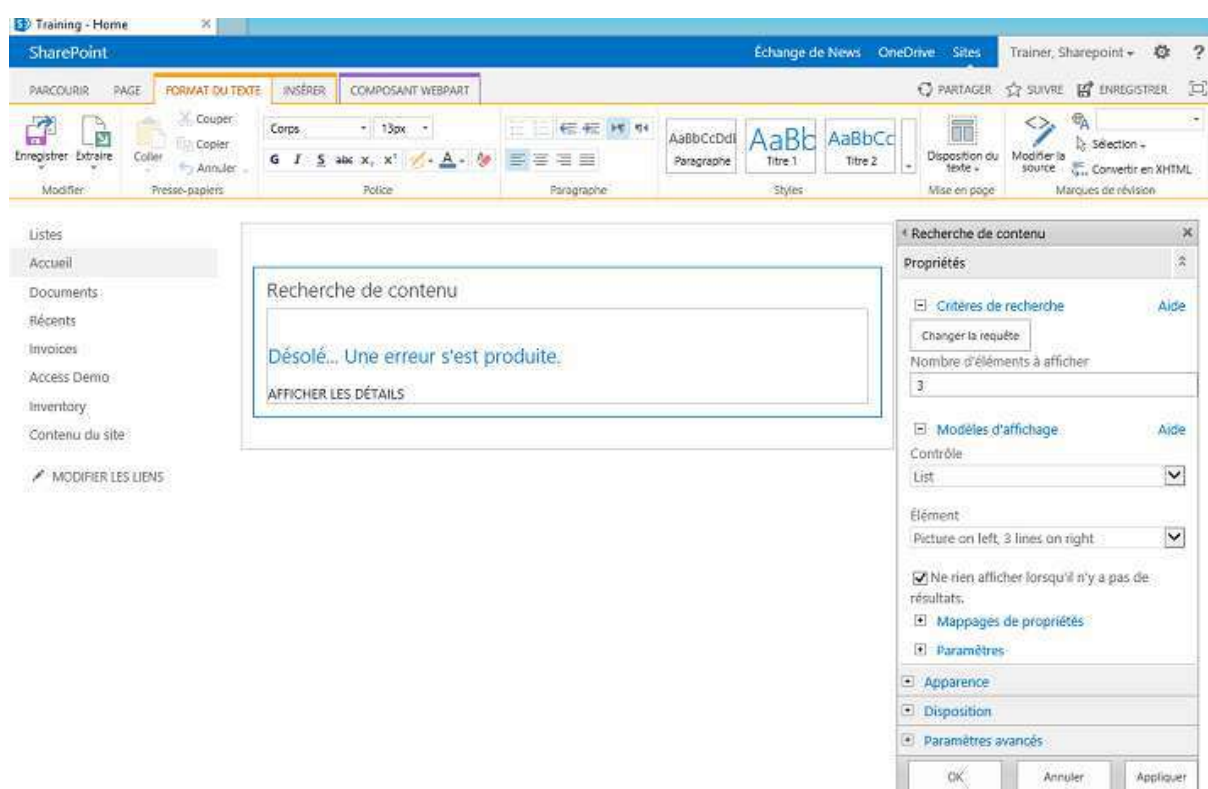 Training - Home
SharePoint
Échange de News OneDrive Sites Trainer, Sharepoint ?
PARCOURIR PAGE FORMAT DU TEXTE INSÉRER COMPOSANT WEBPART PARTAGER SUIVRE ENREGISTRER
Enregistrer Extraire
Modifier
Coller
Couper
Copier
Annuler
Presse-papiers
Corps 13px
G I S abc x, x'
Police
Paragraphe
AaBbCcDdI AaBb AaBbCc
Paragraphe Titre 1 Titre 2
Styles
Disposition du
texte
Mise en page
Modifier la
source
Sélection
Convertir en XHTML
Marques de révision
Listes
Accueil
Documents
Récents
Invoices
Access Demo
Inventory
Contenu du site
MODIFIER LES LIENS
Recherche de contenu
Désolé... Une erreur s'est produite.
AFFICHER LES DÉTAILS
Recherche de contenu
Propriétés
Critères de recherche Aide
Changer la requête
Nombre d'éléments à afficher
3
Modèles d'affichage Aide
Contrôle
List
Élément
Picture on left, 3 lines on right
Ne rien afficher lorsqu'il n'y a pas de
résultats.
Mappages de propriétés
Paramètres
Apparence
Disposition
Paramètres avancés
OK Annuler Appliquer